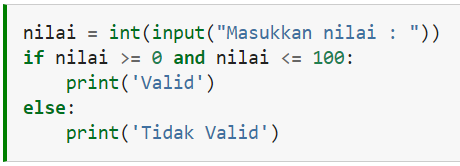 nilai = int(input("Masukkan nilai : "))
if nilai >= 0 and nilai <= 100:
    print('Valid')
else:
    print('Tidak Valid')